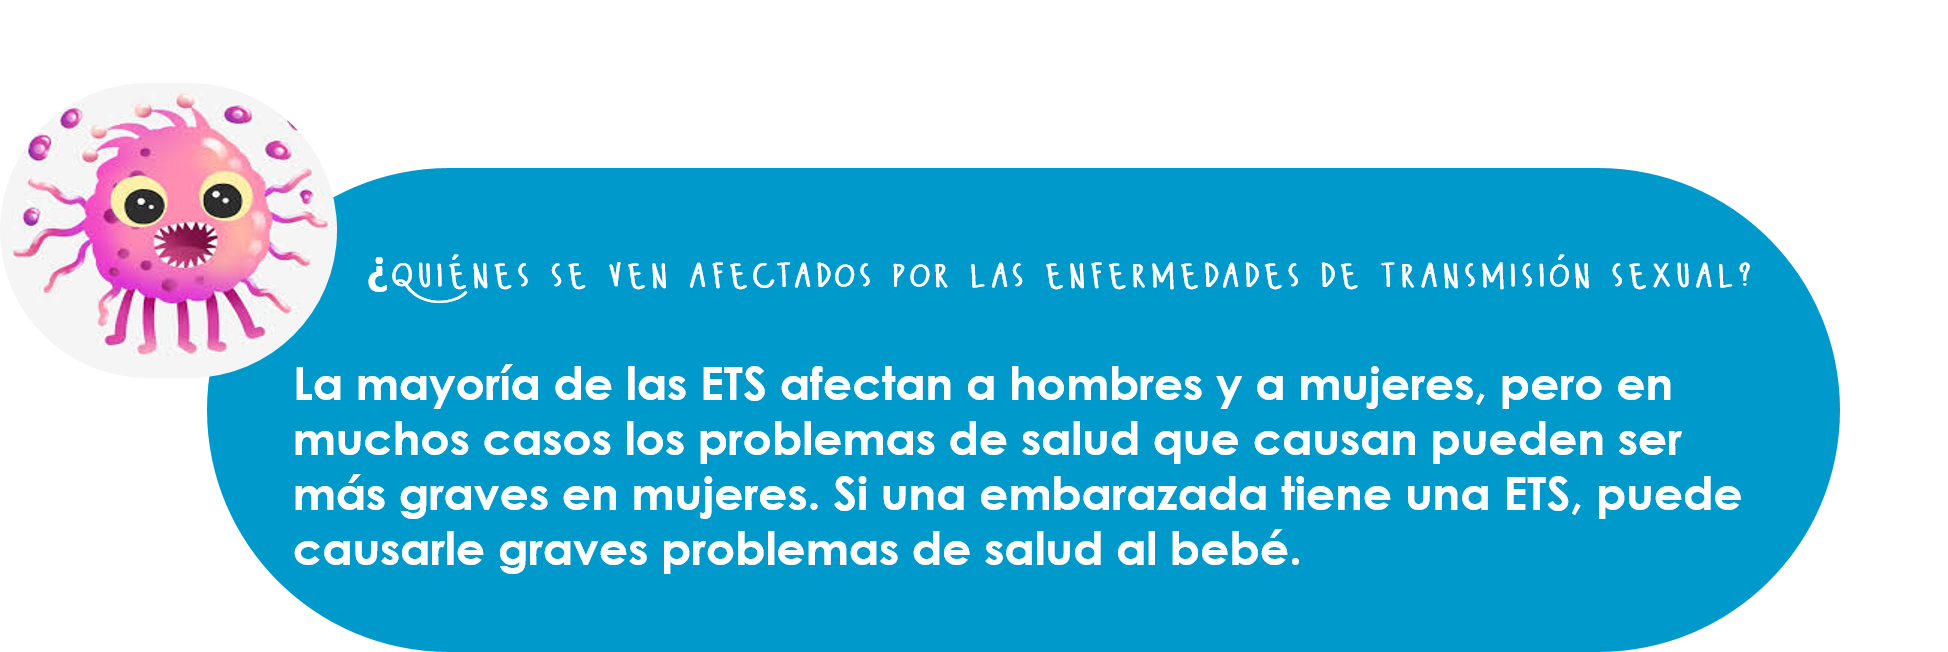 ¿QUIÉNES SE VEN AFECTADOS POR LAS ENFERMEDADES DE TRANSMISIÓN SEXUAL?
La mayoría de las ETS afectan a hombres y a mujeres, pero en
muchos casos los problemas de salud que causan pueden ser
más graves en mujeres. Si una embarazada tiene una ETS, puede
causarle graves problemas de salud al bebé.